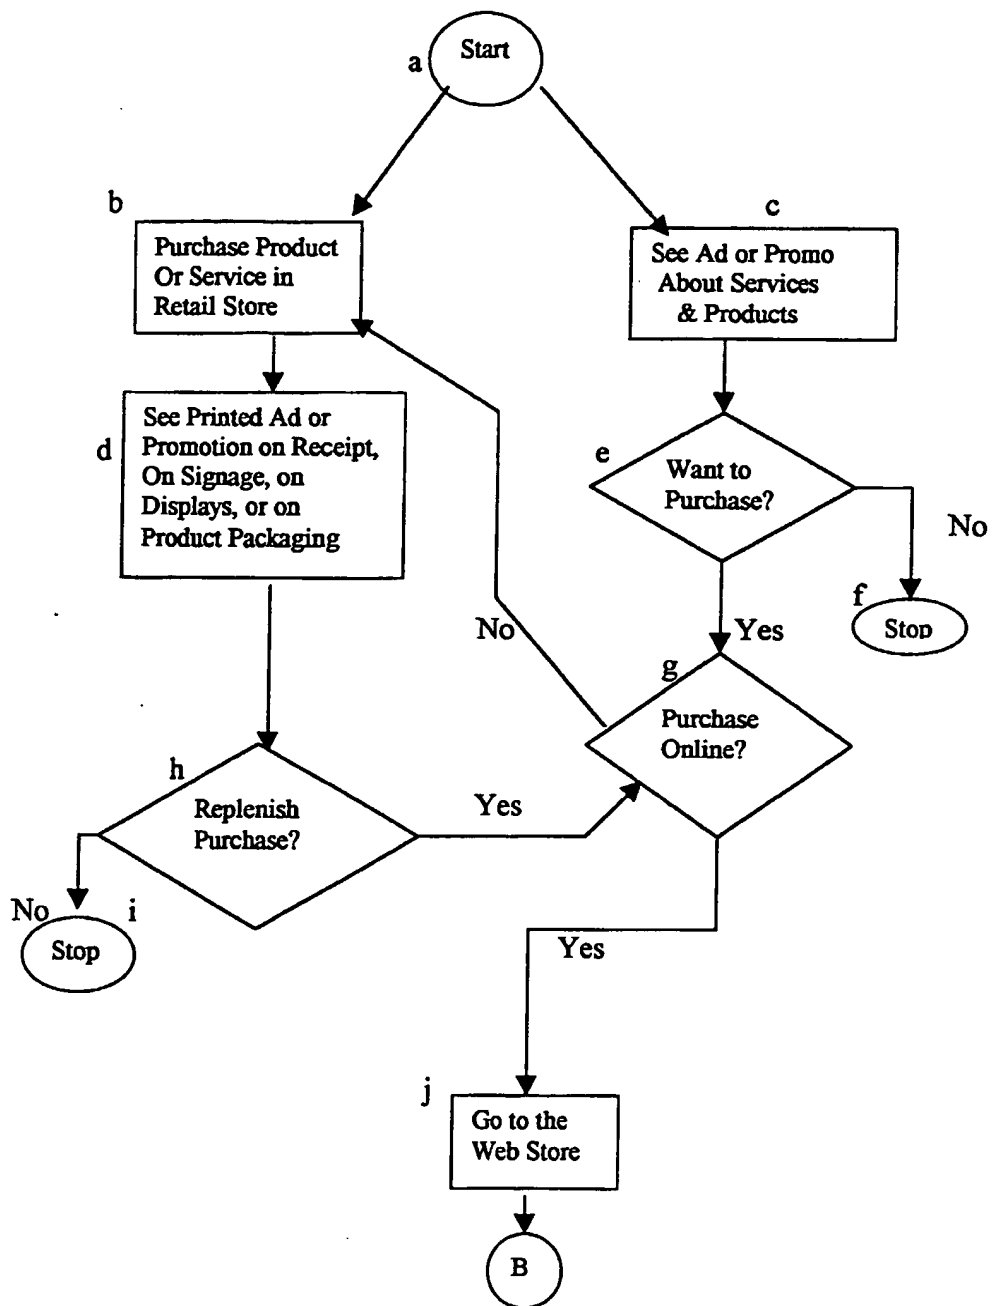 a
Start
b
Purchase Product
Or Service in
Retail Store
c
See Ad or Promo
About Services
& Products
d
See Printed Ad or
Promotion on Receipt,
On Signage, on
Displays, or on
Product Packaging
e
Want to
Purchase?
No
f
Stop
Yes
No
g
Purchase
Online?
h
Replenish
Purchase?
Yes
No
i
Stop
Yes
j
Go to the
Web Store
B